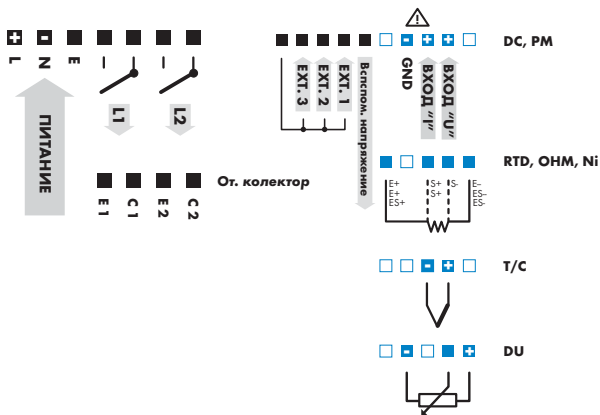 L
N
E
ПИТАНИЕ
L1
L2
E1
C1
E2
C2
От. колектор
DC, PM
EXT. 3
EXT. 2
EXT. 1
Вспспом. напряжение
GND
ВХОД "I"
ВХОД "U"
RTD, OHM, Ni
E+
E+
ES+
S+
S+
S-
E–
ES–
ES-
T/C
DU